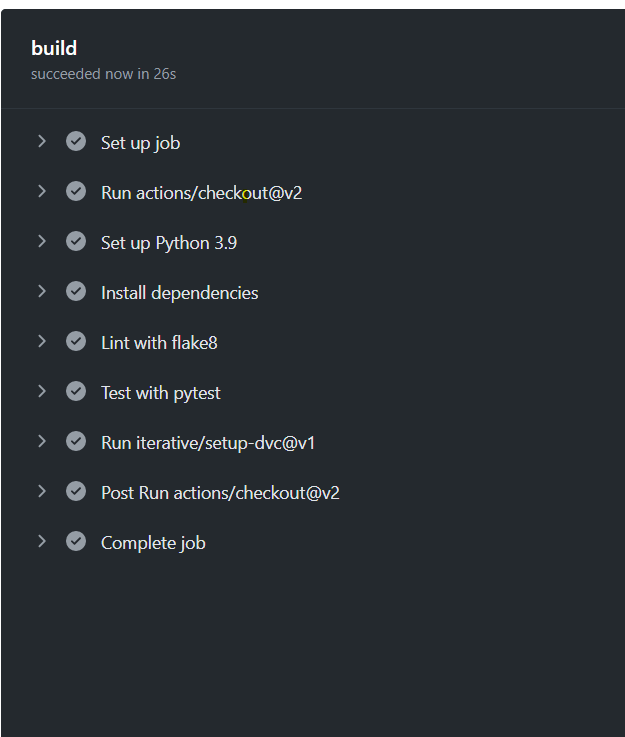 build
succeeded now in 26s
Set up job
Run actions/checkout@v2
Set up Python 3.9
Install dependencies
Lint with flake8
Test with pytest
Run iterative/setup-dvc@v1
Post Run actions/checkout@v2
Complete job